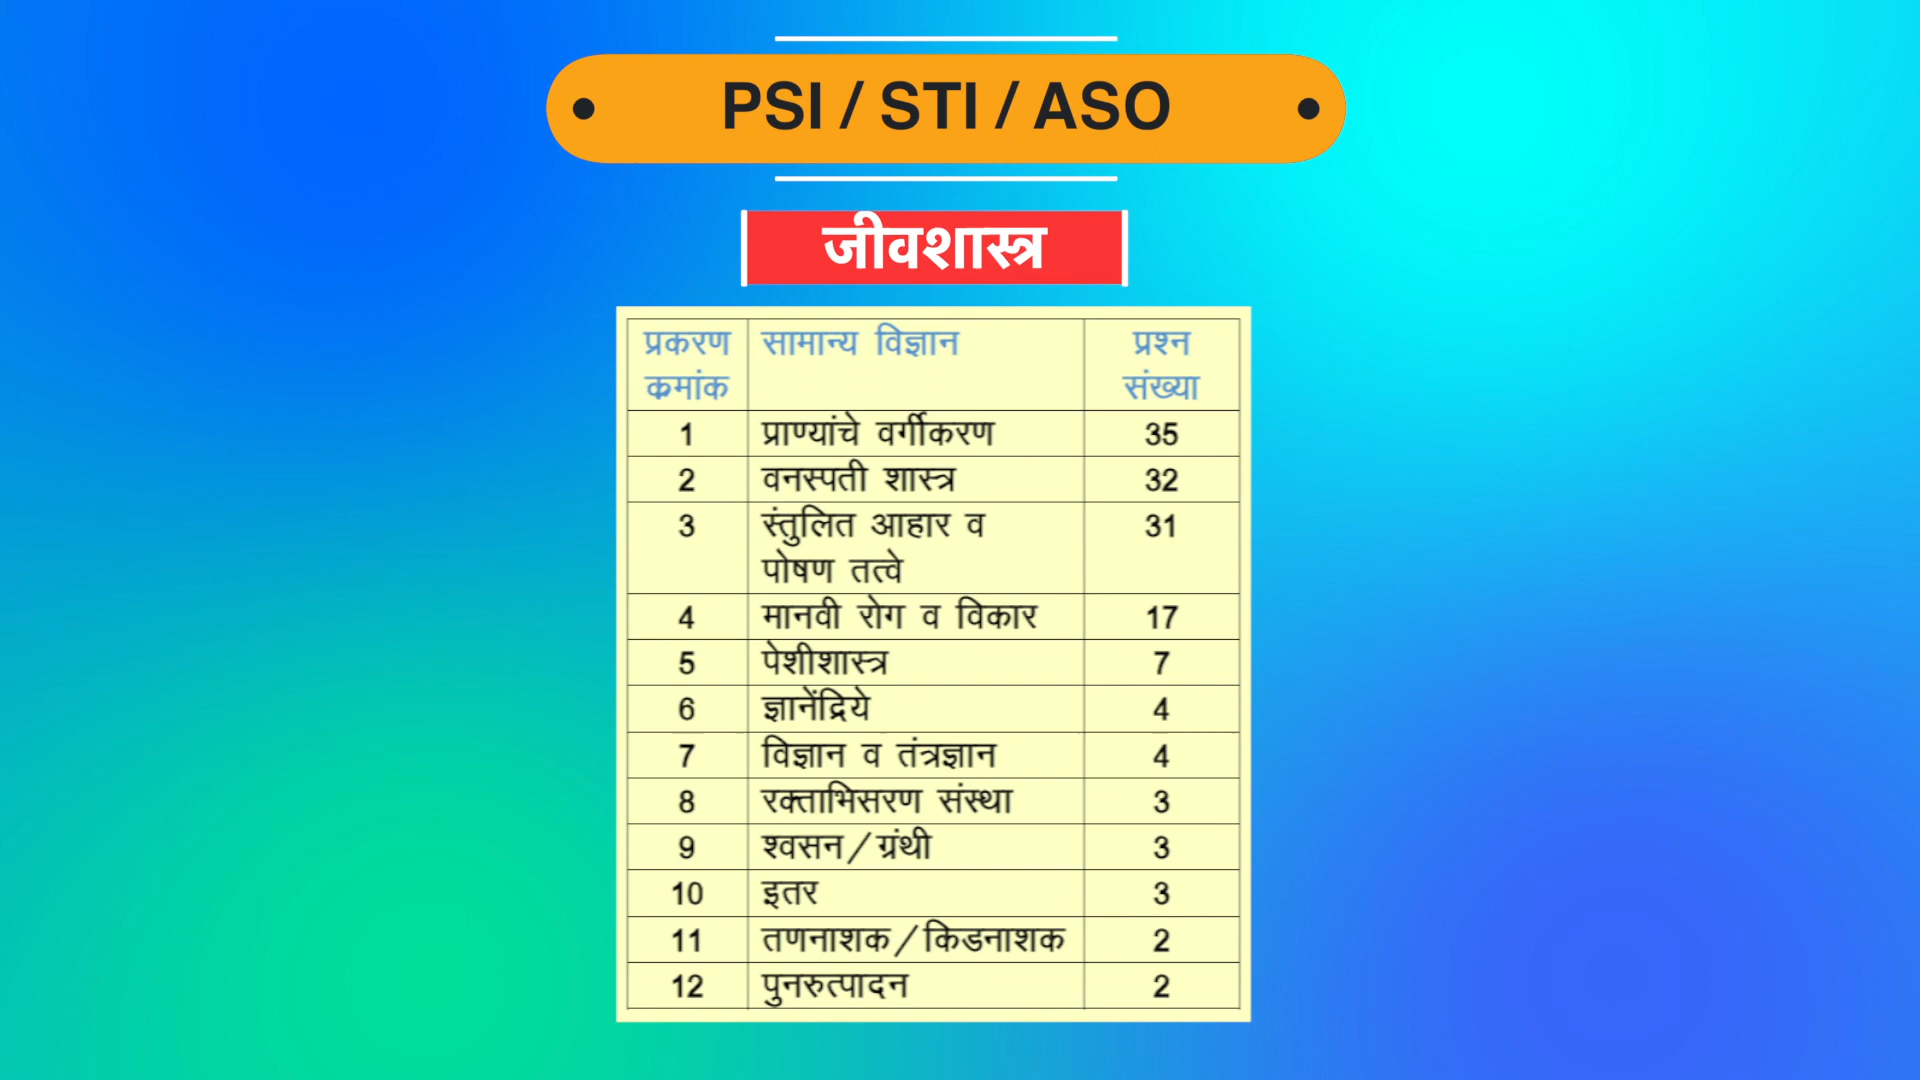 PSI / STI / ASO
जीवशास्त्र
प्रकरण क्रमांक सामान्य विज्ञान प्रश्न संख्या
1 प्राण्यांचे वर्गीकरण 35
2 वनस्पती शास्त्र 32
3 स्ंतुलित आहार व 31
पोषण तत्वे
4 मानवी रोग व विकार 17
5 पेशीशास्त्र 7
6 ज्ञानेंद्रिये 4
7 विज्ञान व तंत्रज्ञान 4
8 रक्ताभिसरण संस्था 3
9 श्वसन/ग्रंथी 3
10 इतर 3
11 तणनाशक/किडनाशक 2
12 पुनरुत्पादन 2